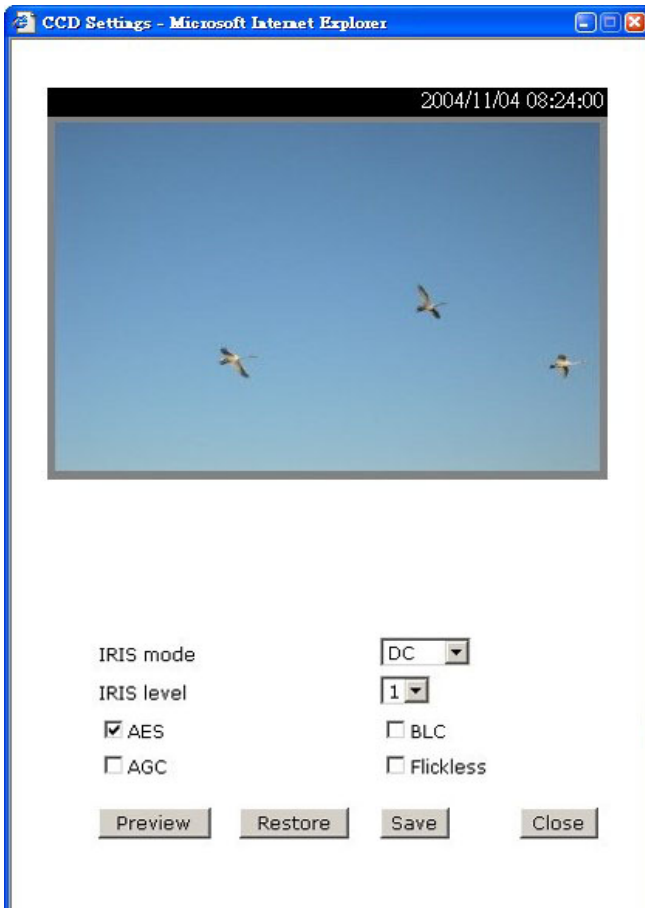 CCD Settings - Microsoft Internet Explorer
2004/11/04 08:24:00
IRIS mode DC
IRIS level 1
AES BLC
AGC Flickless
Preview Restore Save Close